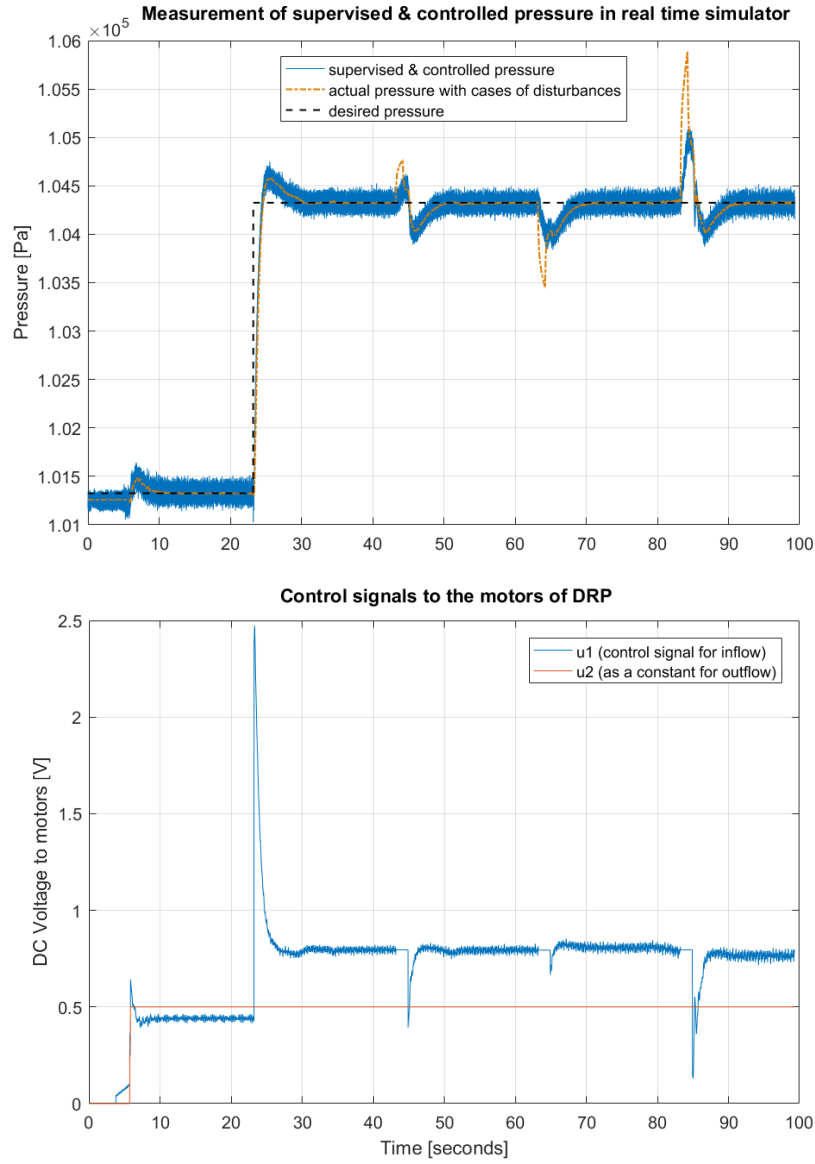 Measurement of supervised & controlled pressure in real time simulator
×10⁵
1.06
1.055
1.05
1.045
1.04
1.035
1.03
1.025
1.02
1.015
1.01
Pressure [Pa]
supervised & controlled pressure
actual pressure with cases of disturbances
desired pressure
0 10 20 30 40 50 60 70 80 90 100
Control signals to the motors of DRP
2.5
2
1.5
1
0.5
0
DC Voltage to motors [V]
u1 (control signal for inflow)
u2 (as a constant for outflow)
0 10 20 30 40 50 60 70 80 90 100
Time [seconds]